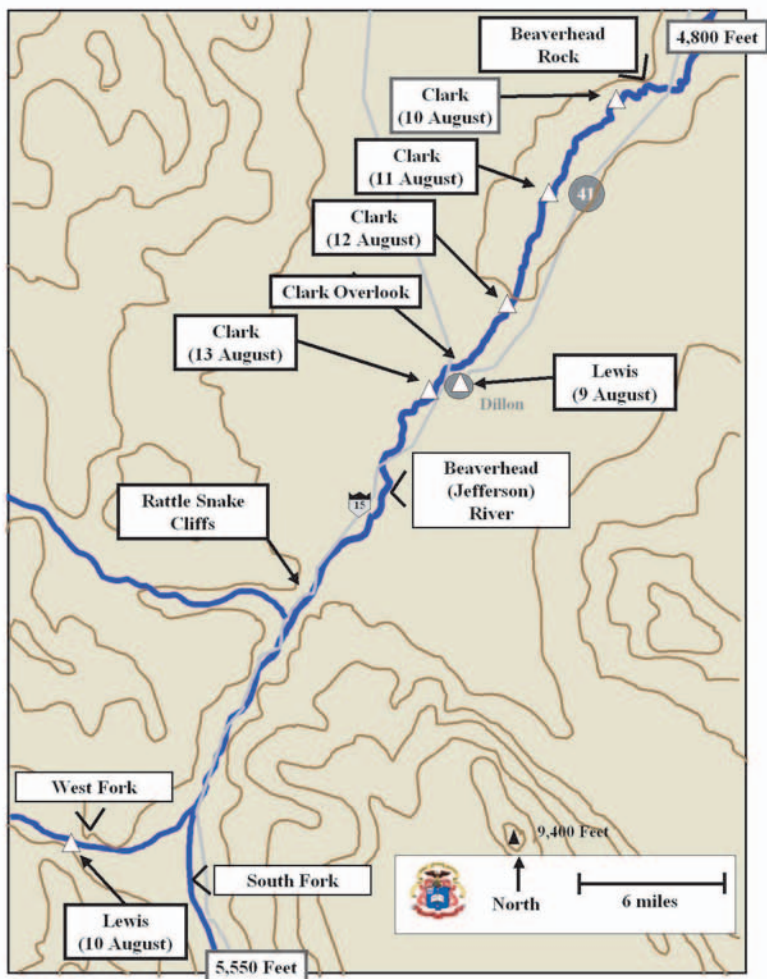 Beaverhead
Rock
4,800 Feet
Clark
(10 August)
Clark
(11 August)
41
Clark
(12 August)
Clark Overlook
Clark
(13 August)
Lewis
(9 August)
Dillon
Beaverhead
(Jefferson)
River
Rattle Snake
Cliffs
15
West Fork
9,400 Feet
South Fork
North
6 miles
Lewis
(10 August)
5,550 Feet